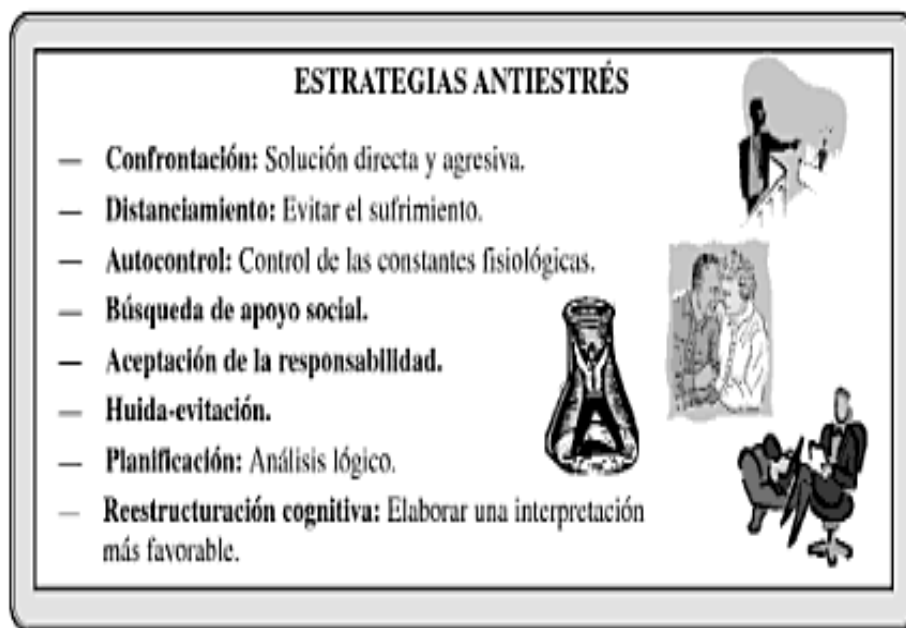 ESTRATEGIAS ANTIESTRÉS
— Confrontación: Solución directa y agresiva.
— Distanciamiento: Evitar el sufrimiento.
— Autocontrol: Control de las constantes fisiológicas.
— Búsqueda de apoyo social.
— Aceptación de la responsabilidad.
— Huida-evitación.
— Planificación: Análisis lógico.
— Reestructuración cognitiva: Elaborar una interpretación
más favorable.